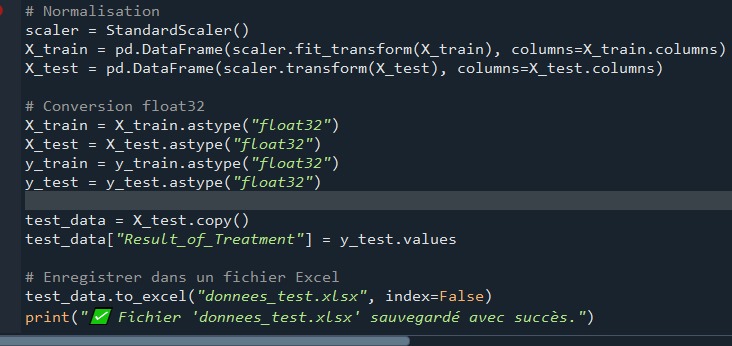 # Normalisation
scaler = StandardScaler()
X_train = pd.DataFrame(scaler.fit_transform(X_train), columns=X_train.columns)
X_test = pd.DataFrame(scaler.transform(X_test), columns=X_test.columns)
# Conversion float32
X_train = X_train.astype("float32")
X_test = X_test.astype("float32")
y_train = y_train.astype("float32")
y_test = y_test.astype("float32")
test_data = X_test.copy()
test_data["Result_of_Treatment"] = y_test.values
# Enregistrer dans un fichier Excel
test_data.to_excel("donnees_test.xlsx", index=False)
print("✅ Fichier 'donnees_test.xlsx' sauvegardé avec succès.")